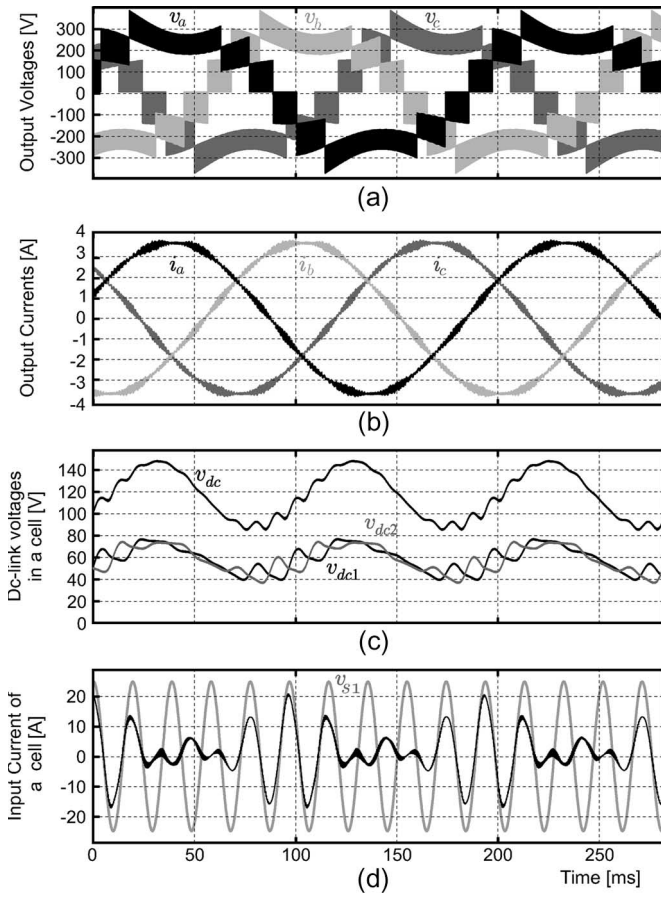 Output Voltages [V]
300
200
100
0
-100
-200
-300
v_a
v_b
v_c
(a)
Output Currents [A]
4
3
2
1
0
-1
-2
-3
4
i_a
i_b
i_c
(b)
Dc-link voltages
in a cell [V]
140
120
100
80
60
40
20
0
v_dc
v_dc2
v_dc1
(c)
Input Current of
a cell [A]
20
10
0
-10
-20
v_S1
0
50
100
150
200
250
Time [ms]
(d)